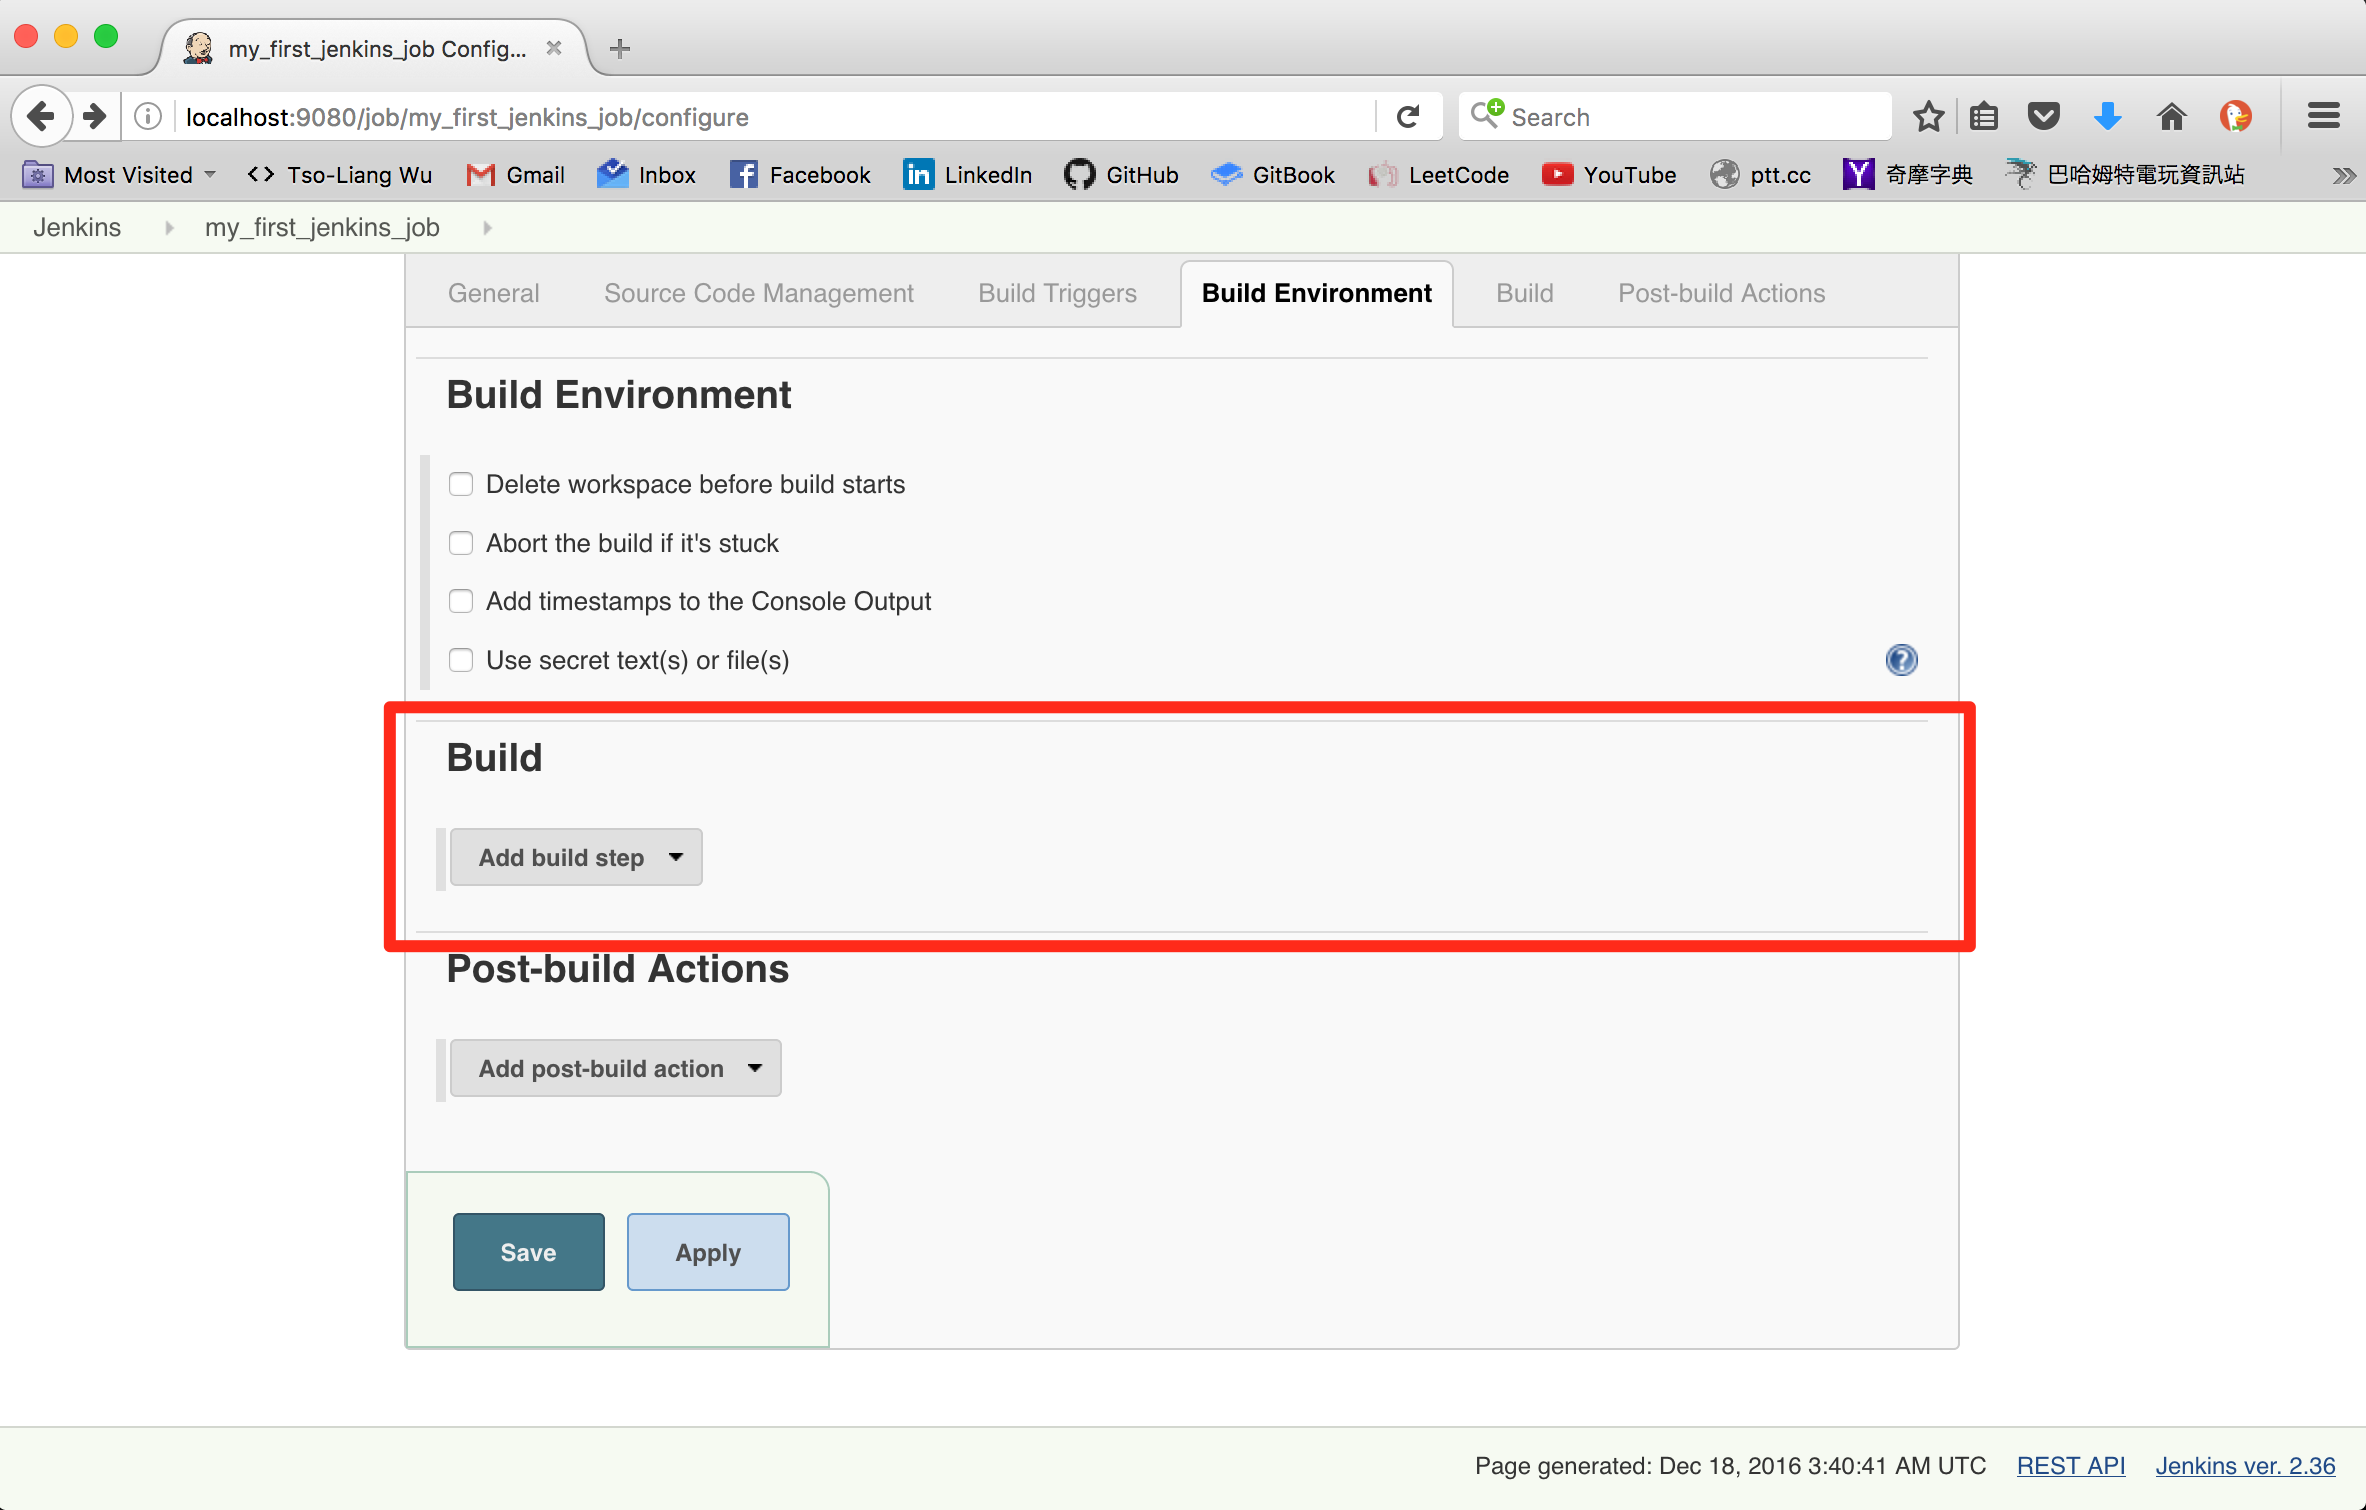 my_first_jenkins_job Config...
localhost:9080/job/my_first_jenkins_job/configure
Search
Most Visited Tso-Liang Wu Gmail Inbox Facebook LinkedIn GitHub GitBook LeetCode YouTube ptt.cc 奇摩字典 巴哈姆特電玩資訊站
Jenkins my_first_jenkins_job
General Source Code Management Build Triggers Build Environment Build Post-build Actions
Build Environment
Delete workspace before build starts
Abort the build if it's stuck
Add timestamps to the Console Output
Use secret text(s) or file(s)
Build
Add build step
Post-build Actions
Add post-build action
Save Apply
Page generated: Dec 18, 2016 3:40:41 AM UTC REST API Jenkins ver. 2.36